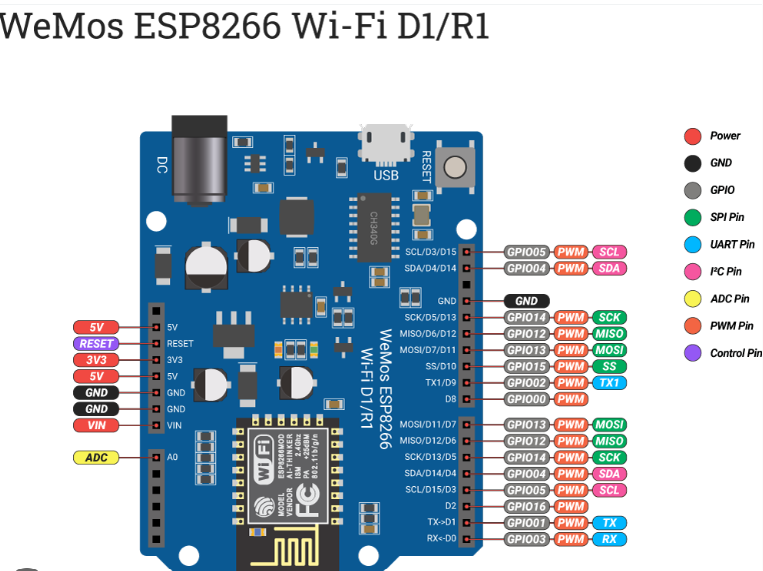 WeMos ESP8266 Wi-Fi D1/R1
DC
USB
RESET
CH340G
Power
GND
GPIO
SPI Pin
UART Pin
I²C Pin
ADC Pin
PWM Pin
Control Pin
SCL/D3/D15 GPIO05 PWM SCL
SDA/D4/D14 GPIO04 PWM SDA
GND GND
SCK/D5/D13 GPIO14 PWM SCK
MISO/D6/D12 GPIO12 PWM MISO
MOSI/D7/D11 GPIO13 PWM MOSI
SS/D10 GPIO15 PWM SS
TX1/D9 GPIO02 PWM TX1
D8 GPIO00 PWM
MOSI/D11/D7 GPIO13 PWM MOSI
MISO/D12/D6 GPIO12 PWM MISO
SCK/D13/D5 GPIO14 PWM SCK
SDA/D14/D4 GPIO04 PWM SDA
SCL/D15/D3 GPIO05 PWM SCL
D2 GPIO16 PWM
TX->D1 GPIO01 PWM TX
RX<-D0 GPIO03 PWM RX
5V 5V
RESET RESET
3V3 3V3
5V 5V
GND GND
GND GND
VIN VIN
ADC A0
WeMos ESP8266
Wi-Fi D1/R1
Wi Fi
FC
MODEL ESP8266MOD
VENDOR AI-THINKER
ISM 2.4GHz
PA +25dBm
802.11b/g/n